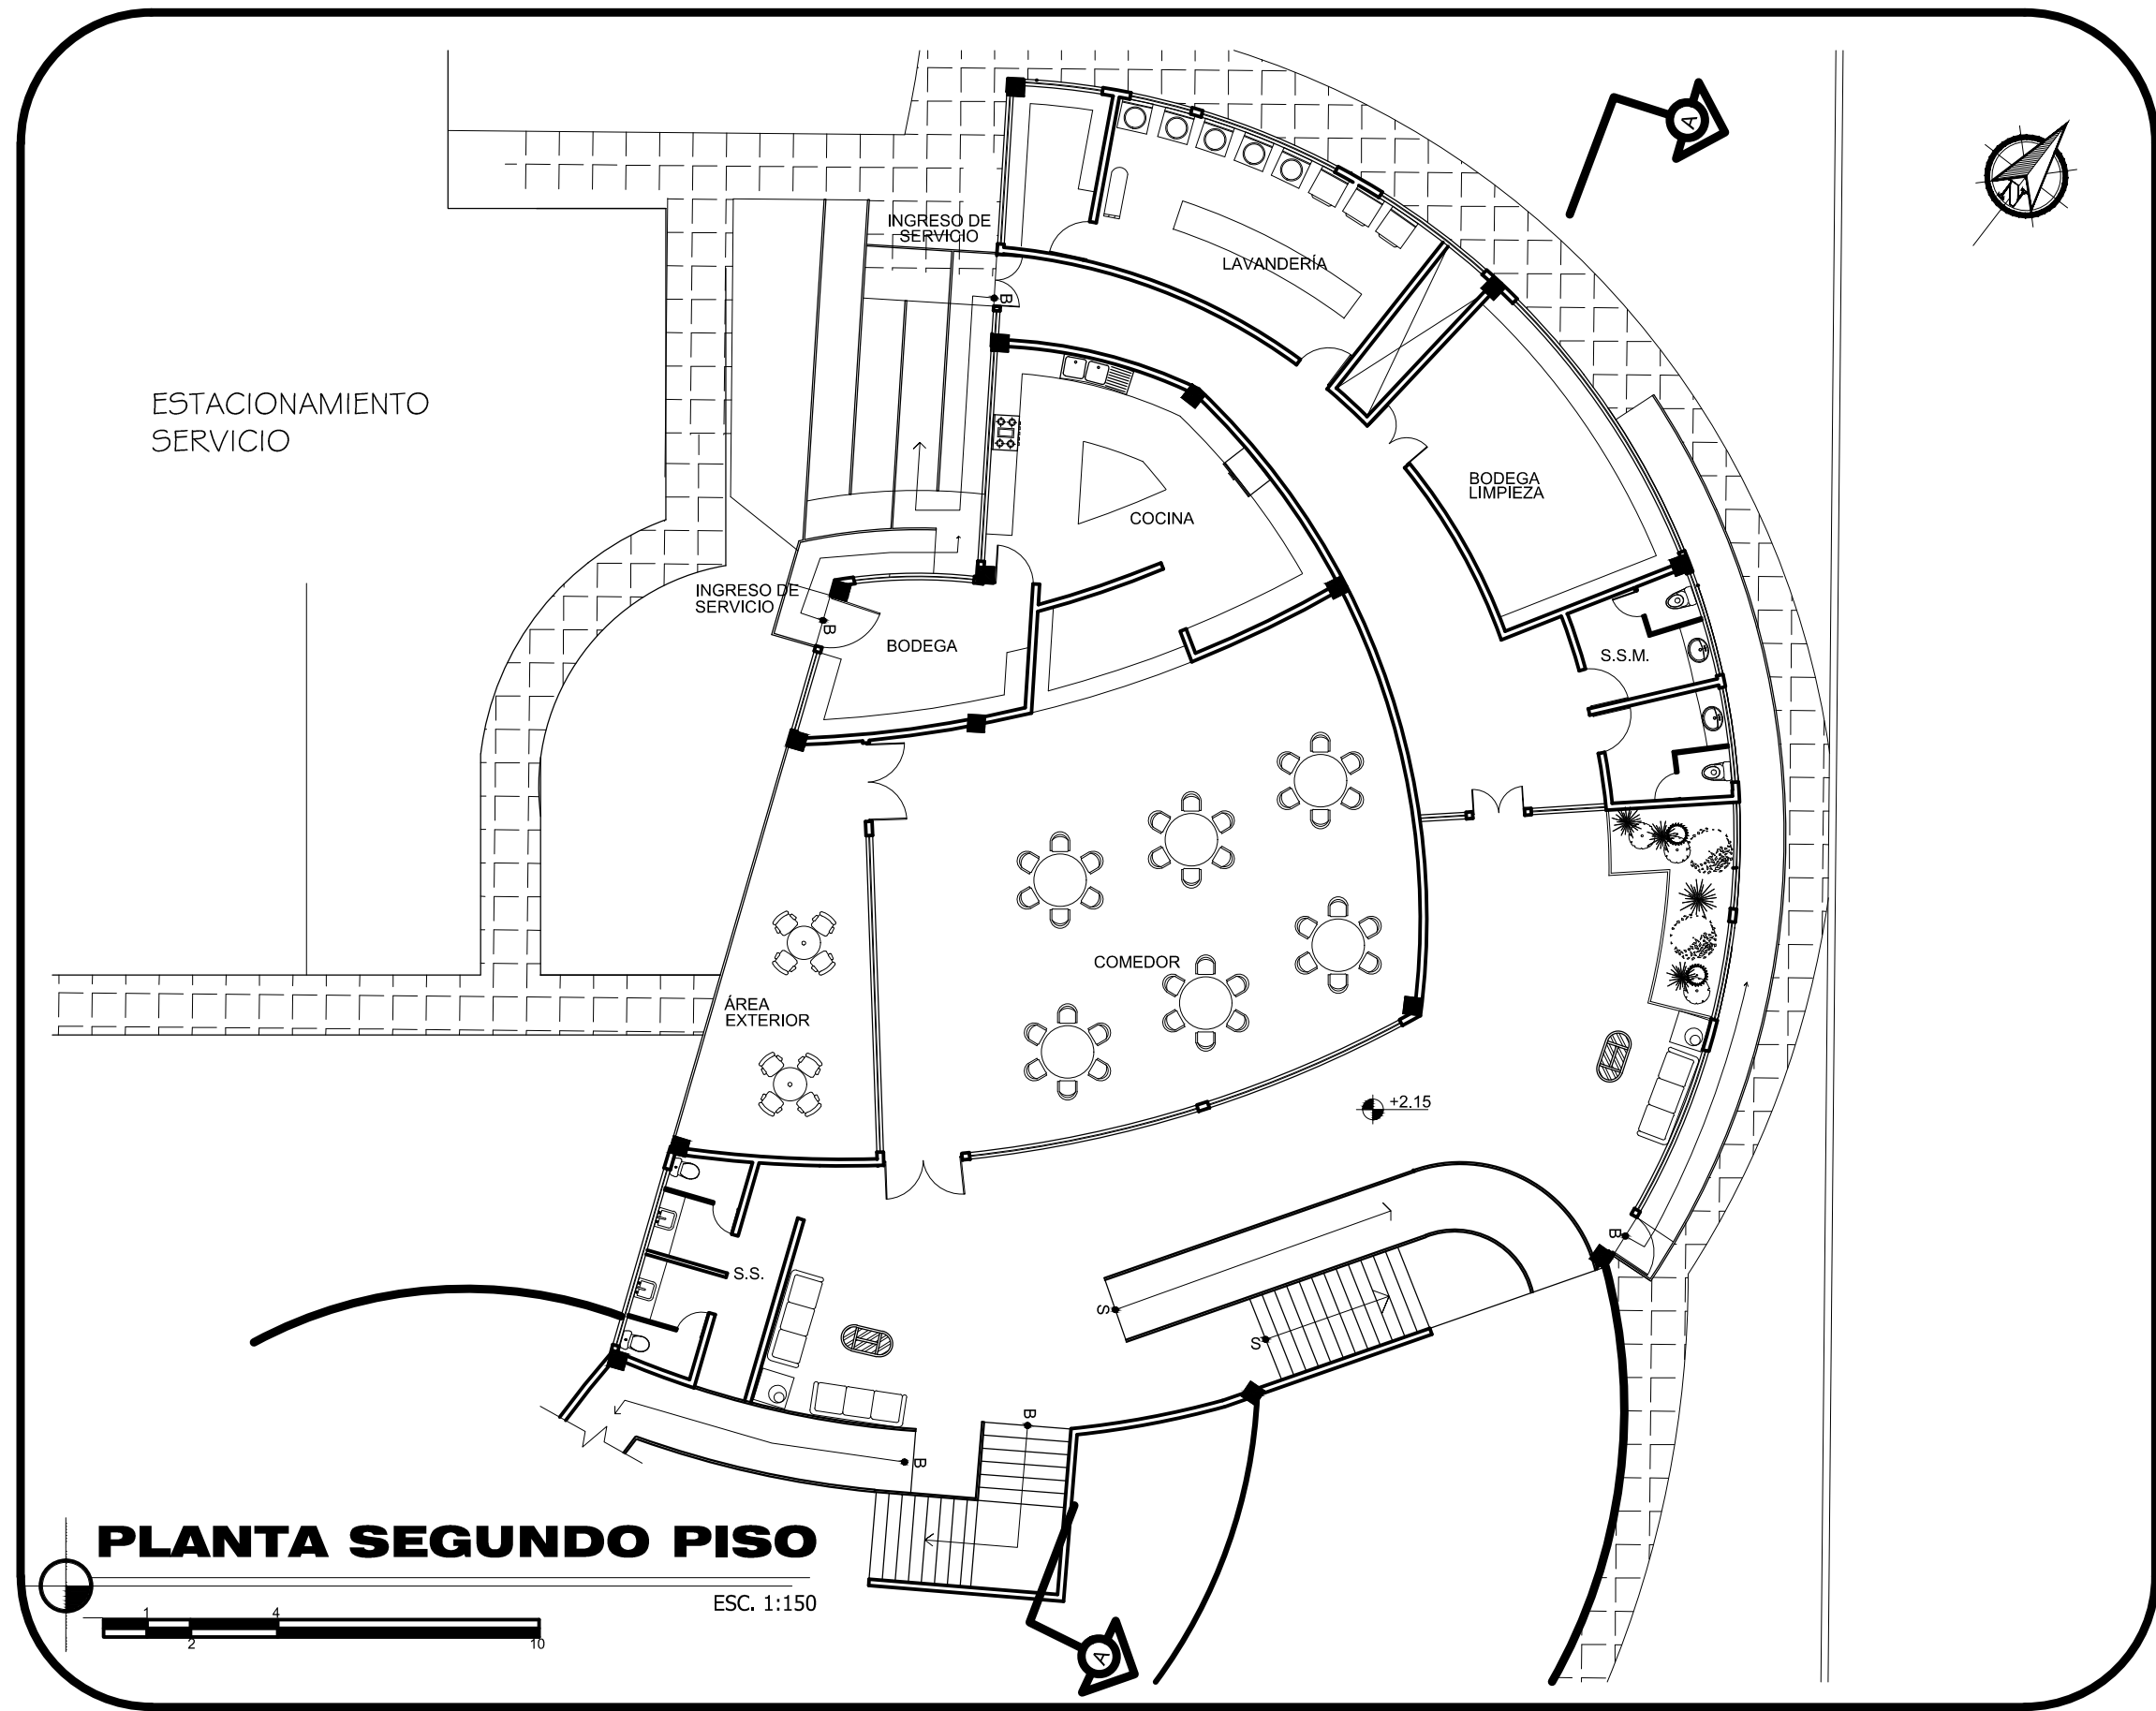 A
N
INGRESO DE
SERVICIO
LAVANDERÍA
B
ESTACIONAMIENTO
SERVICIO
BODEGA
LIMPIEZA
COCINA
INGRESO DE
SERVICIO
B
BODEGA
S.S.M.
COMEDOR
ÁREA
EXTERIOR
+2.15
B
S.S.
S
S
B
B
PLANTA SEGUNDO PISO
ESC. 1:150
1
4
2
10
A